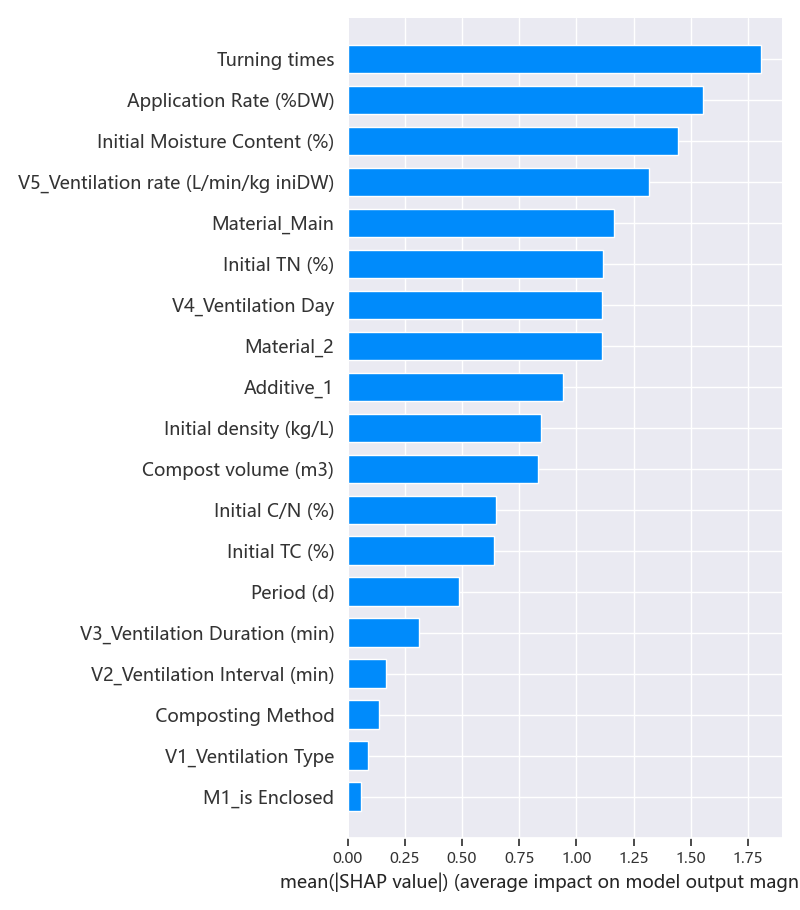 Turning times
Application Rate (%DW)
Initial Moisture Content (%)
V5_Ventilation rate (L/min/kg iniDW)
Material_Main
Initial TN (%)
V4_Ventilation Day
Material_2
Additive_1
Initial density (kg/L)
Compost volume (m3)
Initial C/N (%)
Initial TC (%)
Period (d)
V3_Ventilation Duration (min)
V2_Ventilation Interval (min)
Composting Method
V1_Ventilation Type
M1_is Enclosed
0.00 0.25 0.50 0.75 1.00 1.25 1.50 1.75
mean(|SHAP value|) (average impact on model output magn